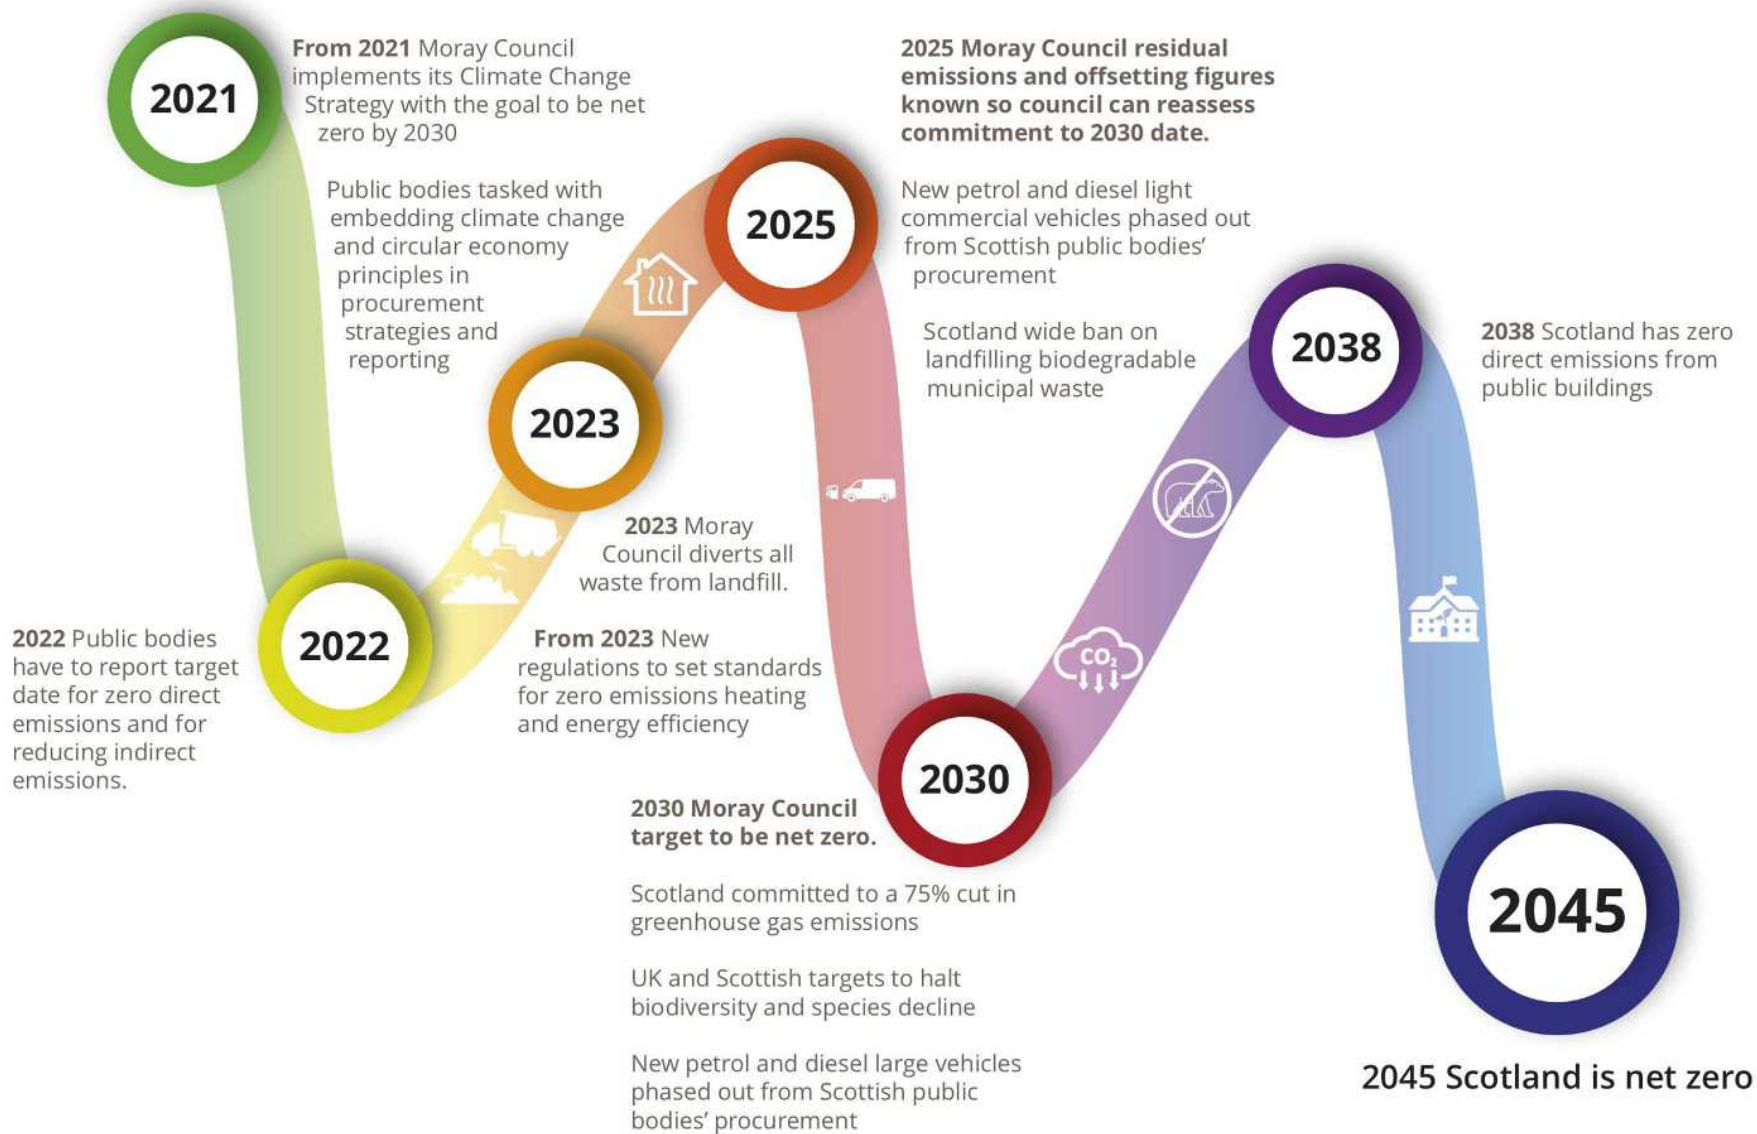 2021
From 2021 Moray Council
implements its Climate Change
Strategy with the goal to be net
zero by 2030
Public bodies tasked with
embedding climate change
and circular economy
principles in
procurement
strategies and
reporting
2022
2022 Public bodies
have to report target
date for zero direct
emissions and for
reducing indirect
emissions.
2023
2023 Moray
Council diverts all
waste from landfill.
From 2023 New
regulations to set standards
for zero emissions heating
and energy efficiency
2025
2025 Moray Council residual
emissions and offsetting figures
known so council can reassess
commitment to 2030 date.
New petrol and diesel light
commercial vehicles phased out
from Scottish public bodies’
procurement
Scotland wide ban on
landfilling biodegradable
municipal waste
2030
2030 Moray Council
target to be net zero.
Scotland committed to a 75% cut in
greenhouse gas emissions
UK and Scottish targets to halt
biodiversity and species decline
New petrol and diesel large vehicles
phased out from Scottish public
bodies’ procurement
CO₂
2038
2038 Scotland has zero
direct emissions from
public buildings
2045
2045 Scotland is net zero